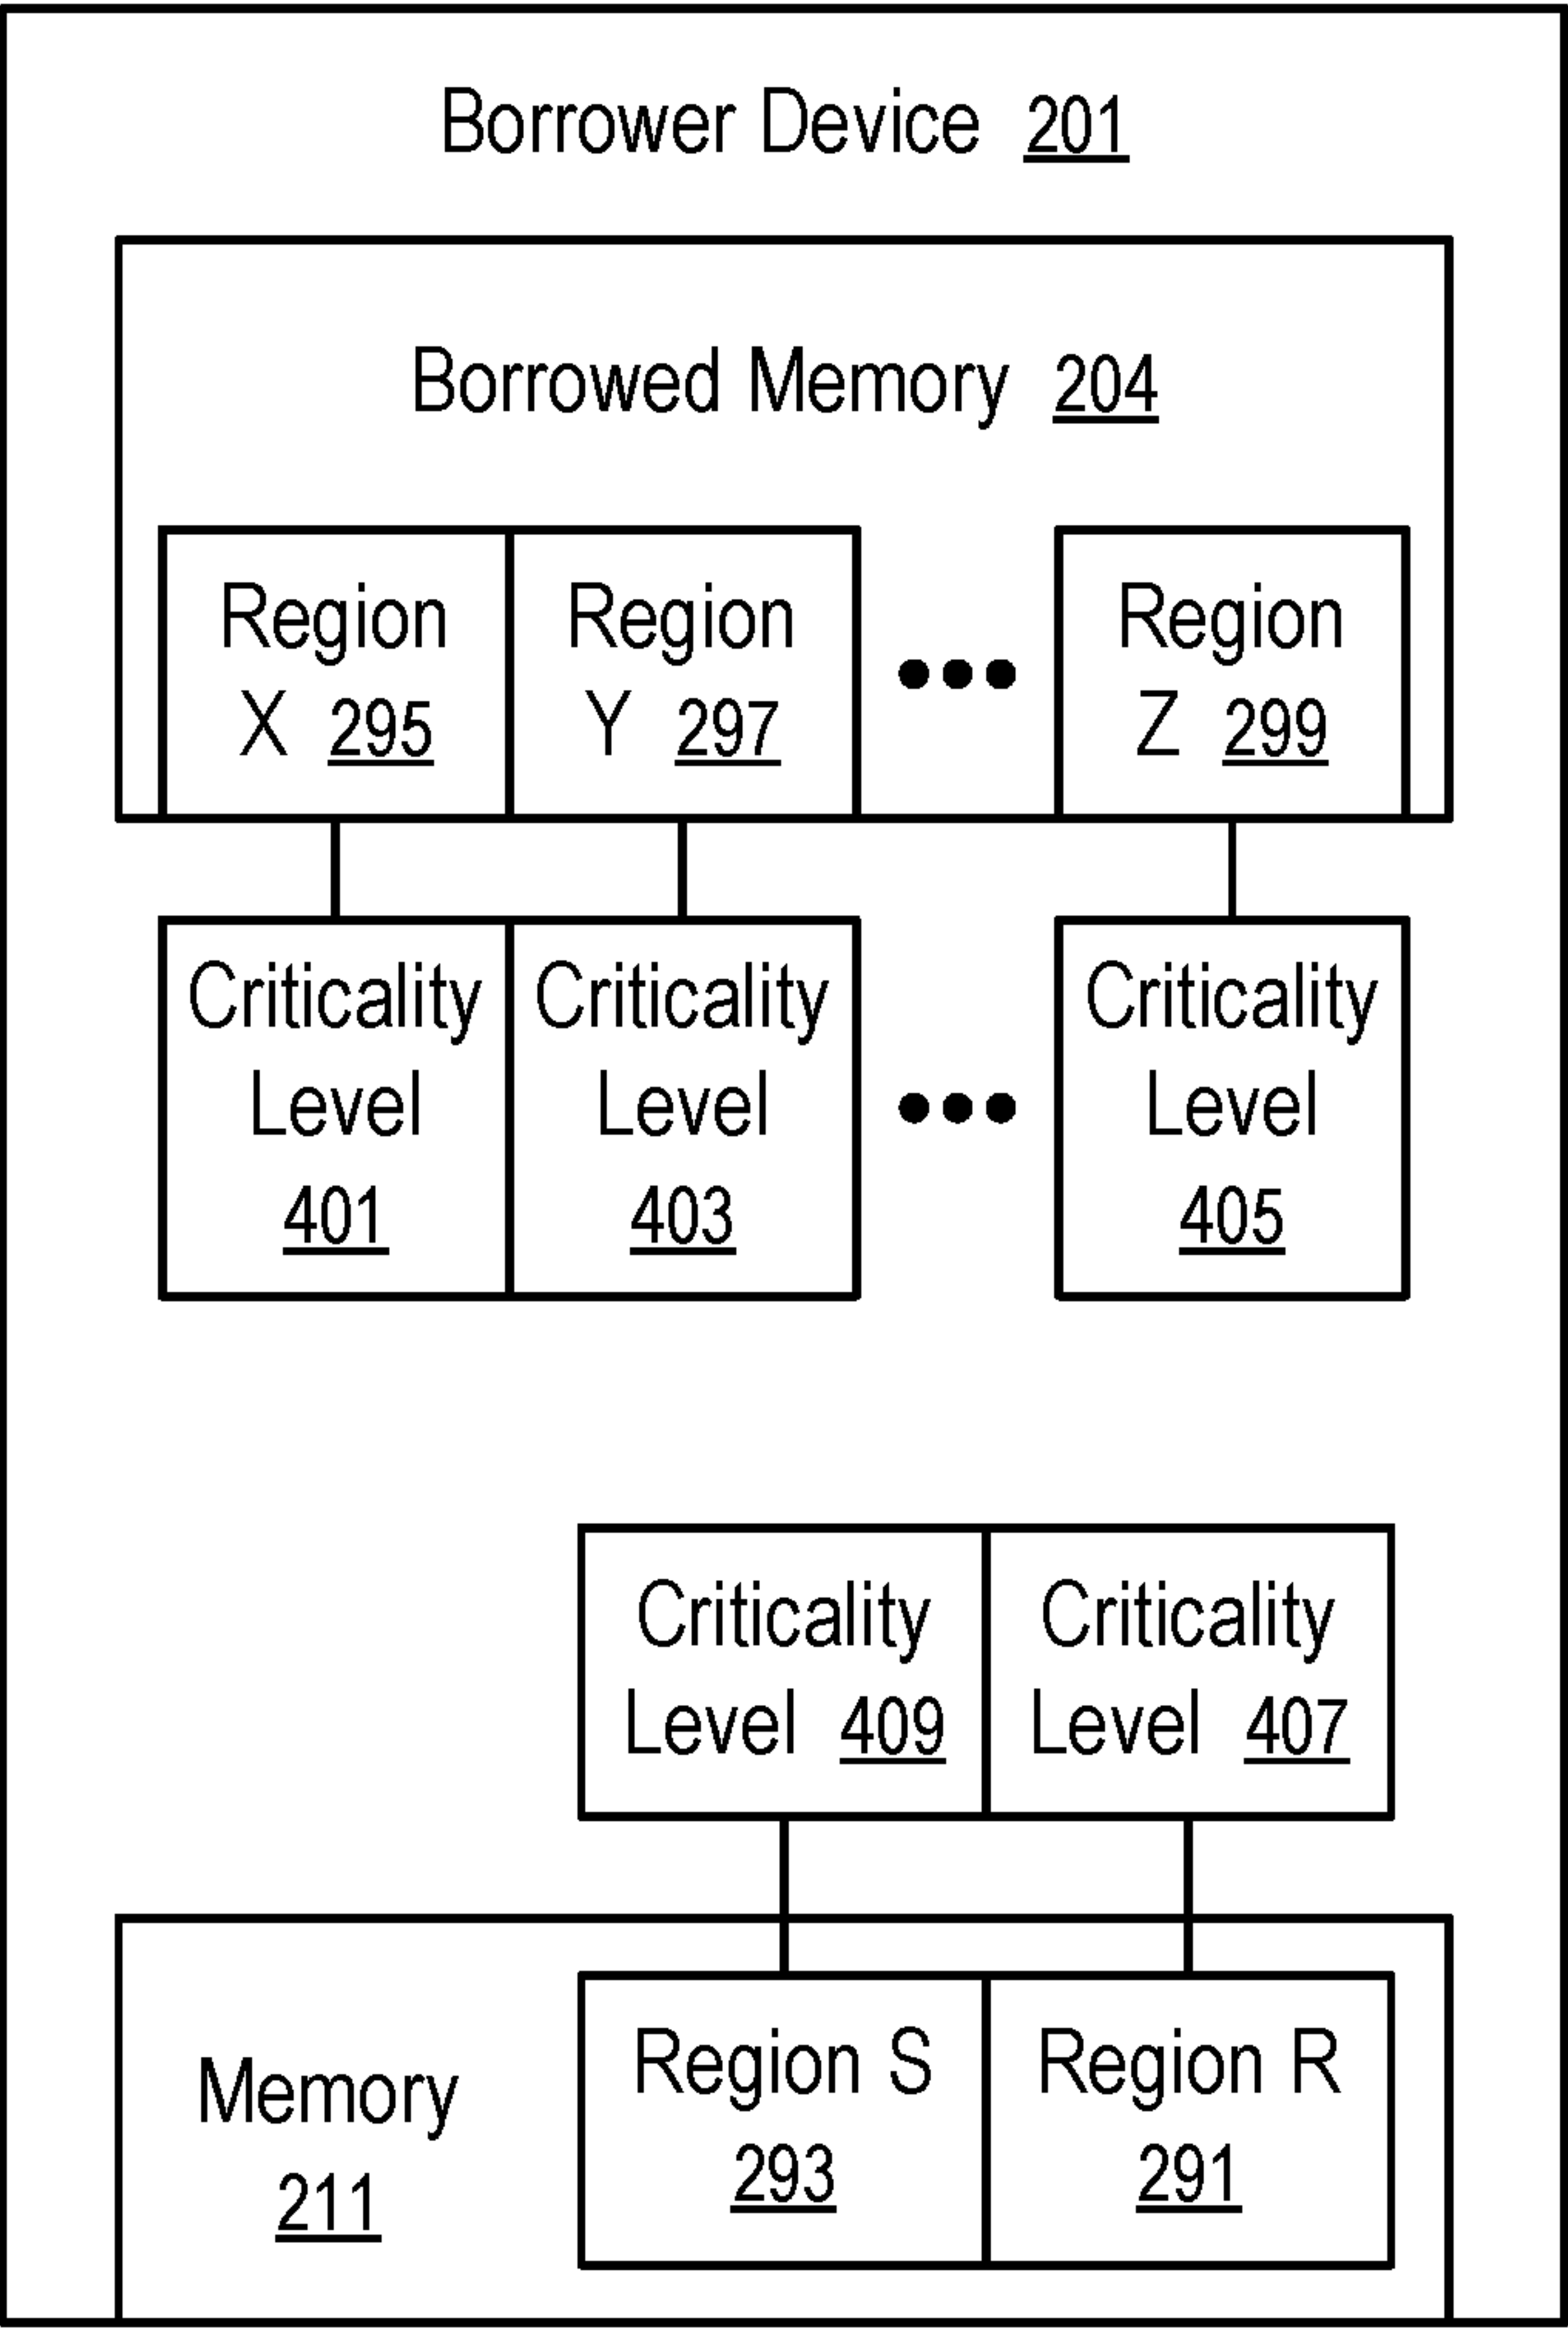 Borrower Device 201
Borrowed Memory 204
Region
X 295
Region
Y 297
Region
Z 299
Criticality
Level
401
Criticality
Level
403
Criticality
Level
405
Criticality
Level 409
Criticality
Level 407
Memory
211
Region S
293
Region R
291